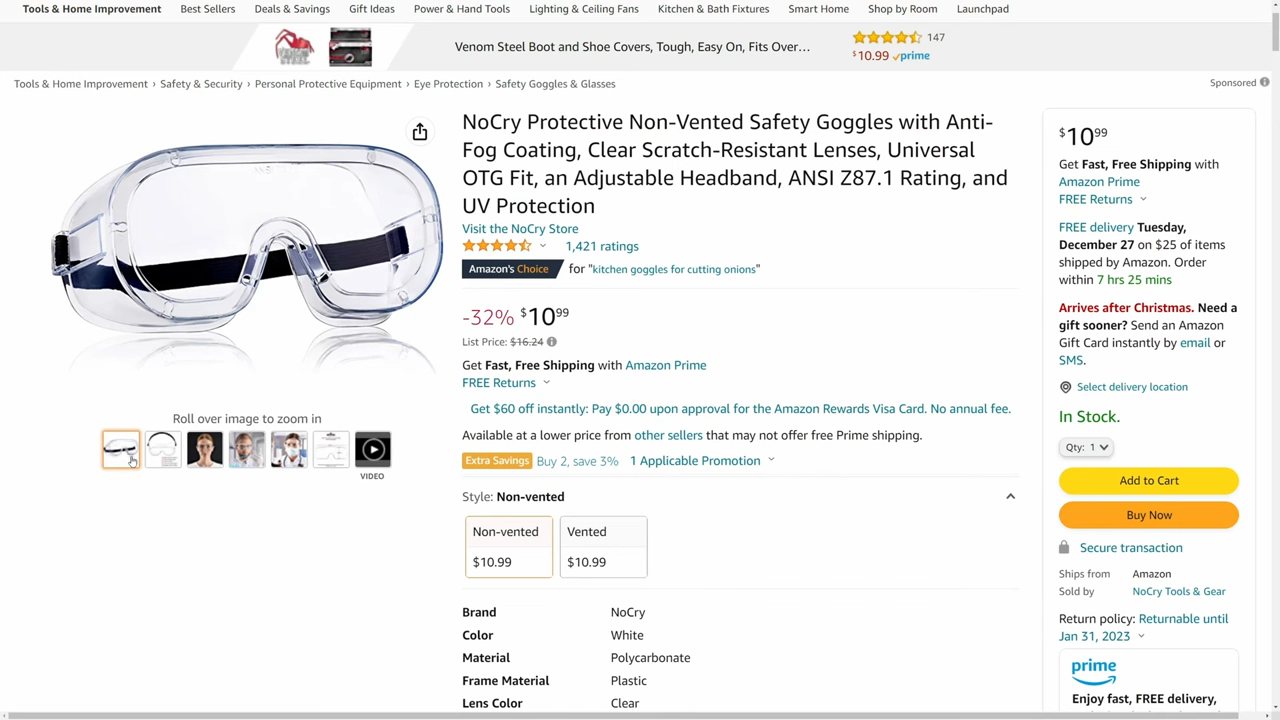 Tools & Home Improvement Best Sellers Deals & Savings Gift Ideas Power & Hand Tools Lighting & Ceiling Fans Kitchen & Bath Fixtures Smart Home Shop by Room Launchpad
Venom Steel Boot and Shoe Covers, Tough, Easy On, Fits Over…
147
$10.99 prime
Tools & Home Improvement › Safety & Security › Personal Protective Equipment › Eye Protection › Safety Goggles & Glasses
Sponsored
NoCry Protective Non-Vented Safety Goggles with Anti-
Fog Coating, Clear Scratch-Resistant Lenses, Universal
OTG Fit, an Adjustable Headband, ANSI Z87.1 Rating, and
UV Protection
Visit the NoCry Store
1,421 ratings
Amazon's Choice for "kitchen goggles for cutting onions"
-32% $10 99
List Price: $16.24
Get Fast, Free Shipping with Amazon Prime
FREE Returns
Get $60 off instantly: Pay $0.00 upon approval for the Amazon Rewards Visa Card. No annual fee.
Available at a lower price from other sellers that may not offer free Prime shipping.
Extra Savings Buy 2, save 3% 1 Applicable Promotion
Style: Non-vented
Non-vented
$10.99
Vented
$10.99
Brand NoCry
Color White
Material Polycarbonate
Frame Material Plastic
Lens Color Clear
Roll over image to zoom in
VIDEO
$10 99
Get Fast, Free Shipping with
Amazon Prime
FREE Returns
FREE delivery Tuesday,
December 27 on $25 of items
shipped by Amazon. Order
within 7 hrs 25 mins
Arrives after Christmas. Need a
gift sooner? Send an Amazon
Gift Card instantly by email or
SMS.
Select delivery location
In Stock.
Qty: 1
Add to Cart
Buy Now
Secure transaction
Ships from Amazon
Sold by NoCry Tools & Gear
Return policy: Returnable until
Jan 31, 2023
prime
Enjoy fast, FREE delivery,